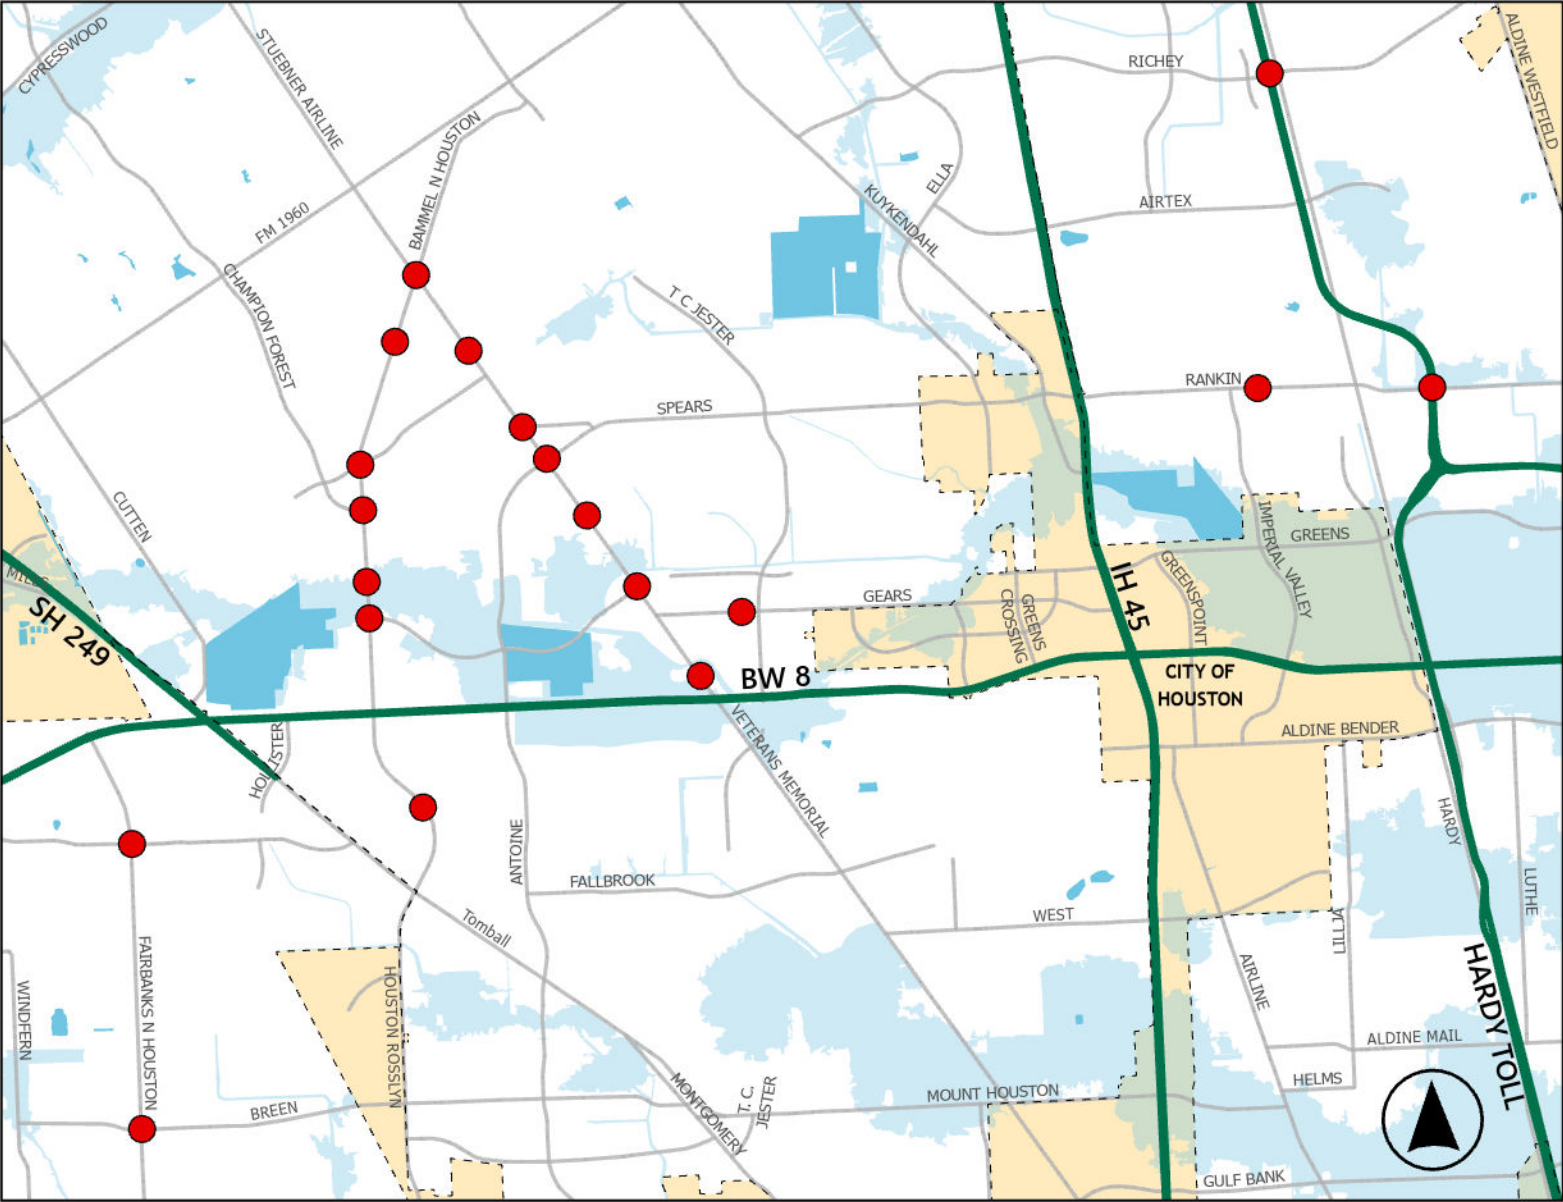 CYPRESSWOOD
STUEBNER AIRLINE
ALDINE WESTFIELD
RICHEY
BAMMEL N HOUSTON
ELLA
KUYKENDAHL
AIRTEX
FM 1960
CHAMPION FOREST
T C JESTER
RANKIN
SPEARS
CUTTEN
IMPERIAL VALLEY
GREENS
GREENSPOINT
IH 45
GEARS
GREENS
CROSSING
SH 249
BW 8
CITY OF
HOUSTON
VETERANS MEMORIAL
ALDINE BENDER
HOLLISTER
HARDY
ANTOINE
FALLBROOK
LUTHE
WEST
LILLJA
Tomball
FAIRBANKS N HOUSTON
HOUSTON ROSSLYN
WINDFERN
AIRLINE
HARDY TOLL
ALDINE MAIL
HELMS
MOUNT HOUSTON
MONTGOMERY
T. C.
JESTER
BREEN
GULF BANK